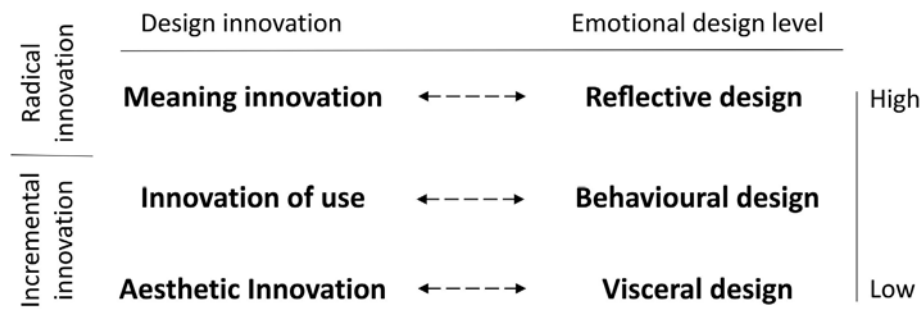 Design innovation
Emotional design level
Radical
innovation
Meaning innovation
Reflective design
High
Incremental
innovation
Innovation of use
Behavioural design
Aesthetic Innovation
Visceral design
Low